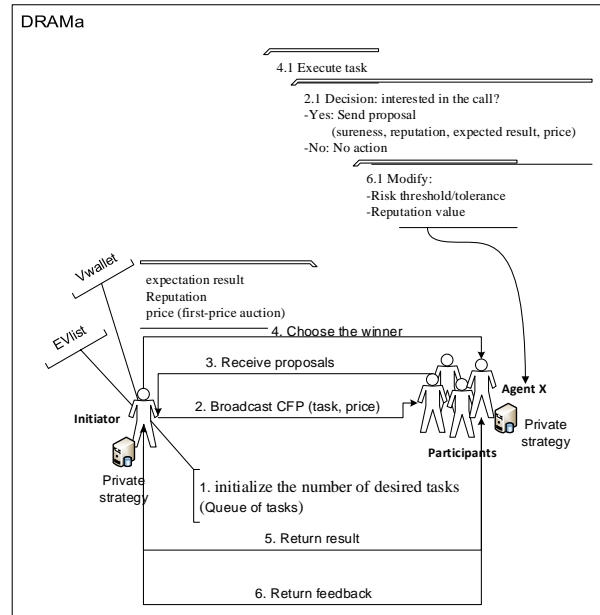 DRAMa
4.1 Execute task
2.1 Decision: interested in the call?
-Yes: Send proposal
(sureness, reputation, expected result, price)
-No: No action
6.1 Modify:
-Risk threshold/tolerance
-Reputation value
Vwallet
EVlist
expectation result
Reputation
price (first-price auction)
4. Choose the winner
3. Receive proposals
2. Broadcast CFP (task, price)
Initiator
Agent X
Private
strategy
Participants
Private
strategy
1. initialize the number of desired tasks
(Queue of tasks)
5. Return result
6. Return feedback